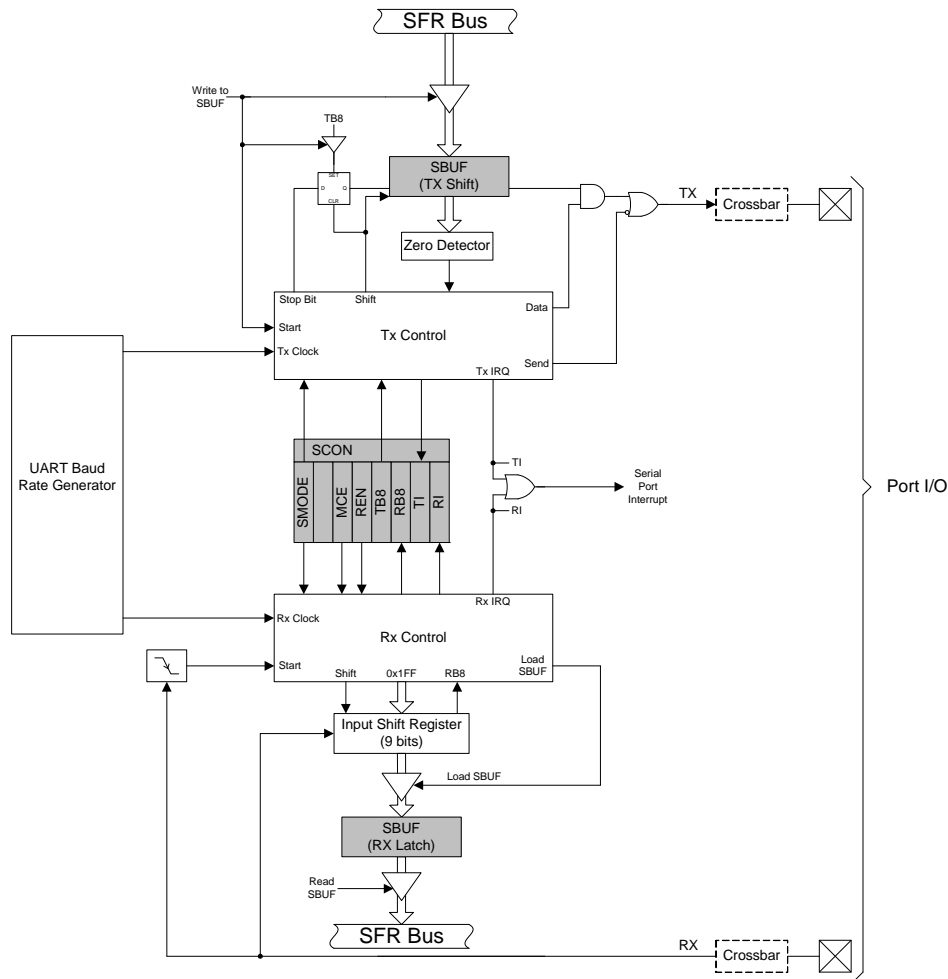 SFR Bus
Write to
SBUF
TB8
SET
D
Q
CLR
SBUF
(TX Shift)
TX
Crossbar
Zero Detector
Stop Bit
Shift
Data
Start
Tx Control
Tx Clock
Send
Tx IRQ
UART Baud
Rate Generator
SCON
SMODE
MCE
REN
TB8
RB8
TI
RI
TI
RI
Serial
Port
Interrupt
Port I/O
Rx IRQ
Rx Clock
Rx Control
Start
Load
SBUF
Shift
0x1FF
RB8
Input Shift Register
(9 bits)
Load SBUF
SBUF
(RX Latch)
Read
SBUF
SFR Bus
RX
Crossbar